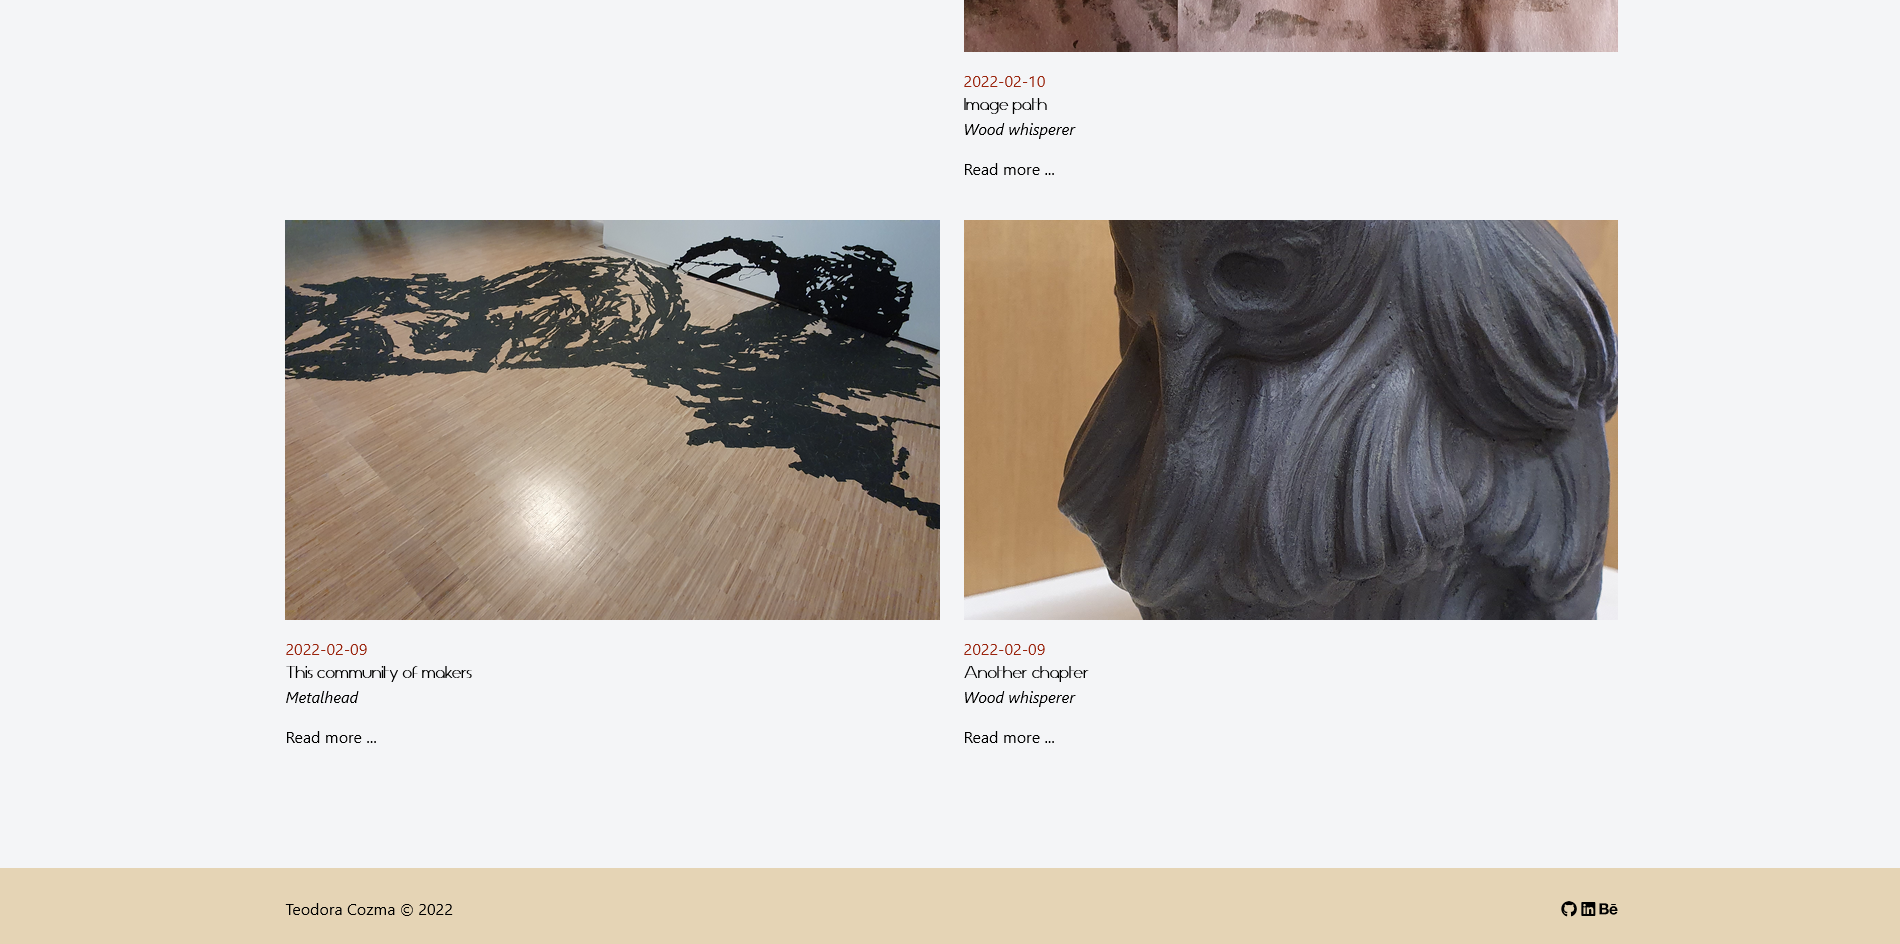 2022-02-10
Image path
Wood whisperer
Read more ...
2022-02-09
This community of makers
Metalhead
Read more ...
2022-02-09
Another chapter
Wood whisperer
Read more ...
Teodora Cozma © 2022
in Bē